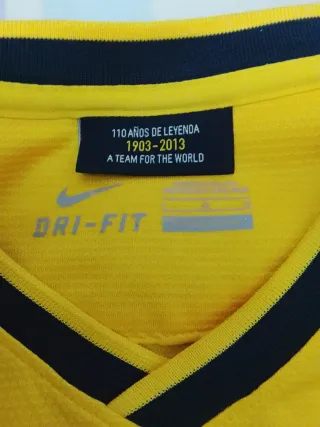 110 AÑOS DE LEYENDA
1903-2013
A TEAM FOR THE WORLD
DRI-FIT